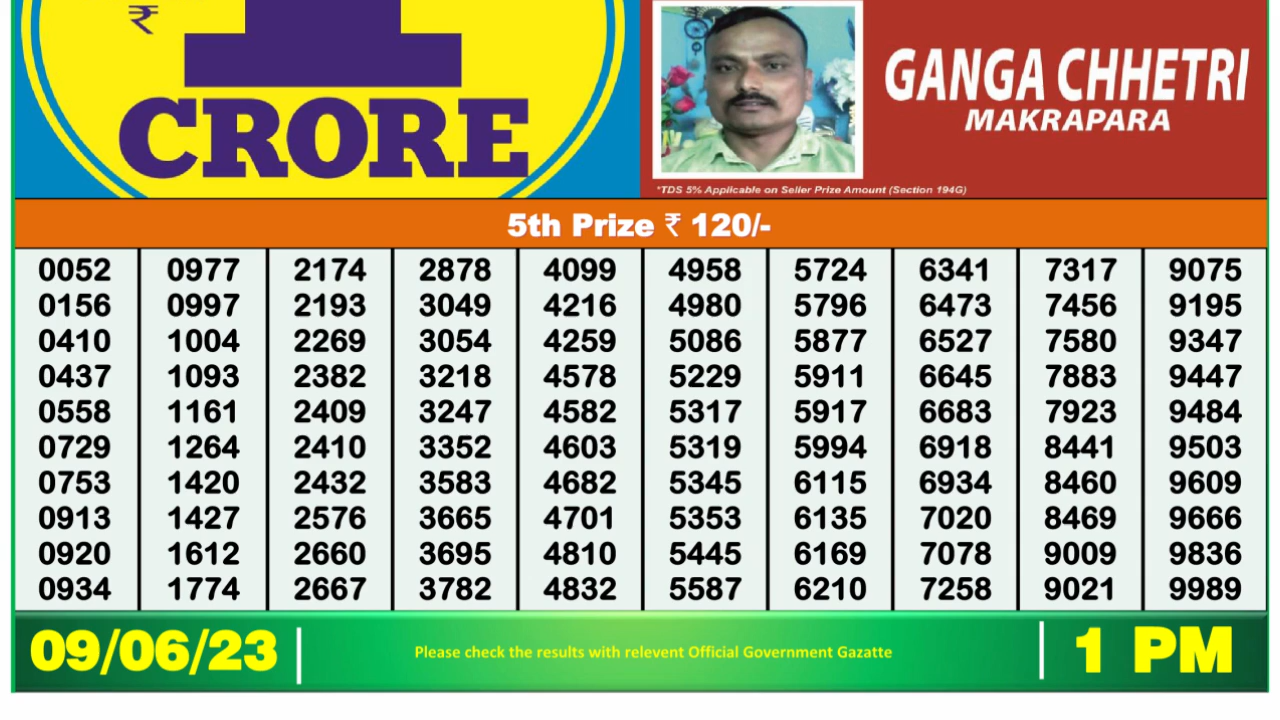 ₹
1
CRORE
GANGA CHHETRI
MAKRAPARA
*TDS 5% Applicable on Seller Prize Amount (Section 194G)
5th Prize ₹ 120/-
0052 0977 2174 2878 4099 4958 5724 6341 7317 9075
0156 0997 2193 3049 4216 4980 5796 6473 7456 9195
0410 1004 2269 3054 4259 5086 5877 6527 7580 9347
0437 1093 2382 3218 4578 5229 5911 6645 7883 9447
0558 1161 2409 3247 4582 5317 5917 6683 7923 9484
0729 1264 2410 3352 4603 5319 5994 6918 8441 9503
0753 1420 2432 3583 4682 5345 6115 6934 8460 9609
0913 1427 2576 3665 4701 5353 6135 7020 8469 9666
0920 1612 2660 3695 4810 5445 6169 7078 9009 9836
0934 1774 2667 3782 4832 5587 6210 7258 9021 9989
09/06/23
Please check the results with relevent Official Government Gazatte
1 PM